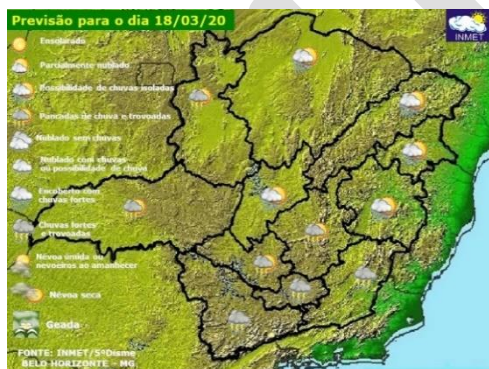 Previsão para o dia 18/03/20
INMET
Ensolarado
Parcialmente nublado
Possibilidade de chuvas isoladas
Pancadas de chuva e trovoadas
Nublado sem chuvas
Nublado com chuvas
ou possibilidade de chuva
Encoberto com
chuvas fortes
Chuvas fortes
e trovoadas
Névoa úmida ou
nevoeiros ao amanhecer
Névoa seca
Geada
FONTE: INMET/5ºDisme
BELO HORIZONTE - MG